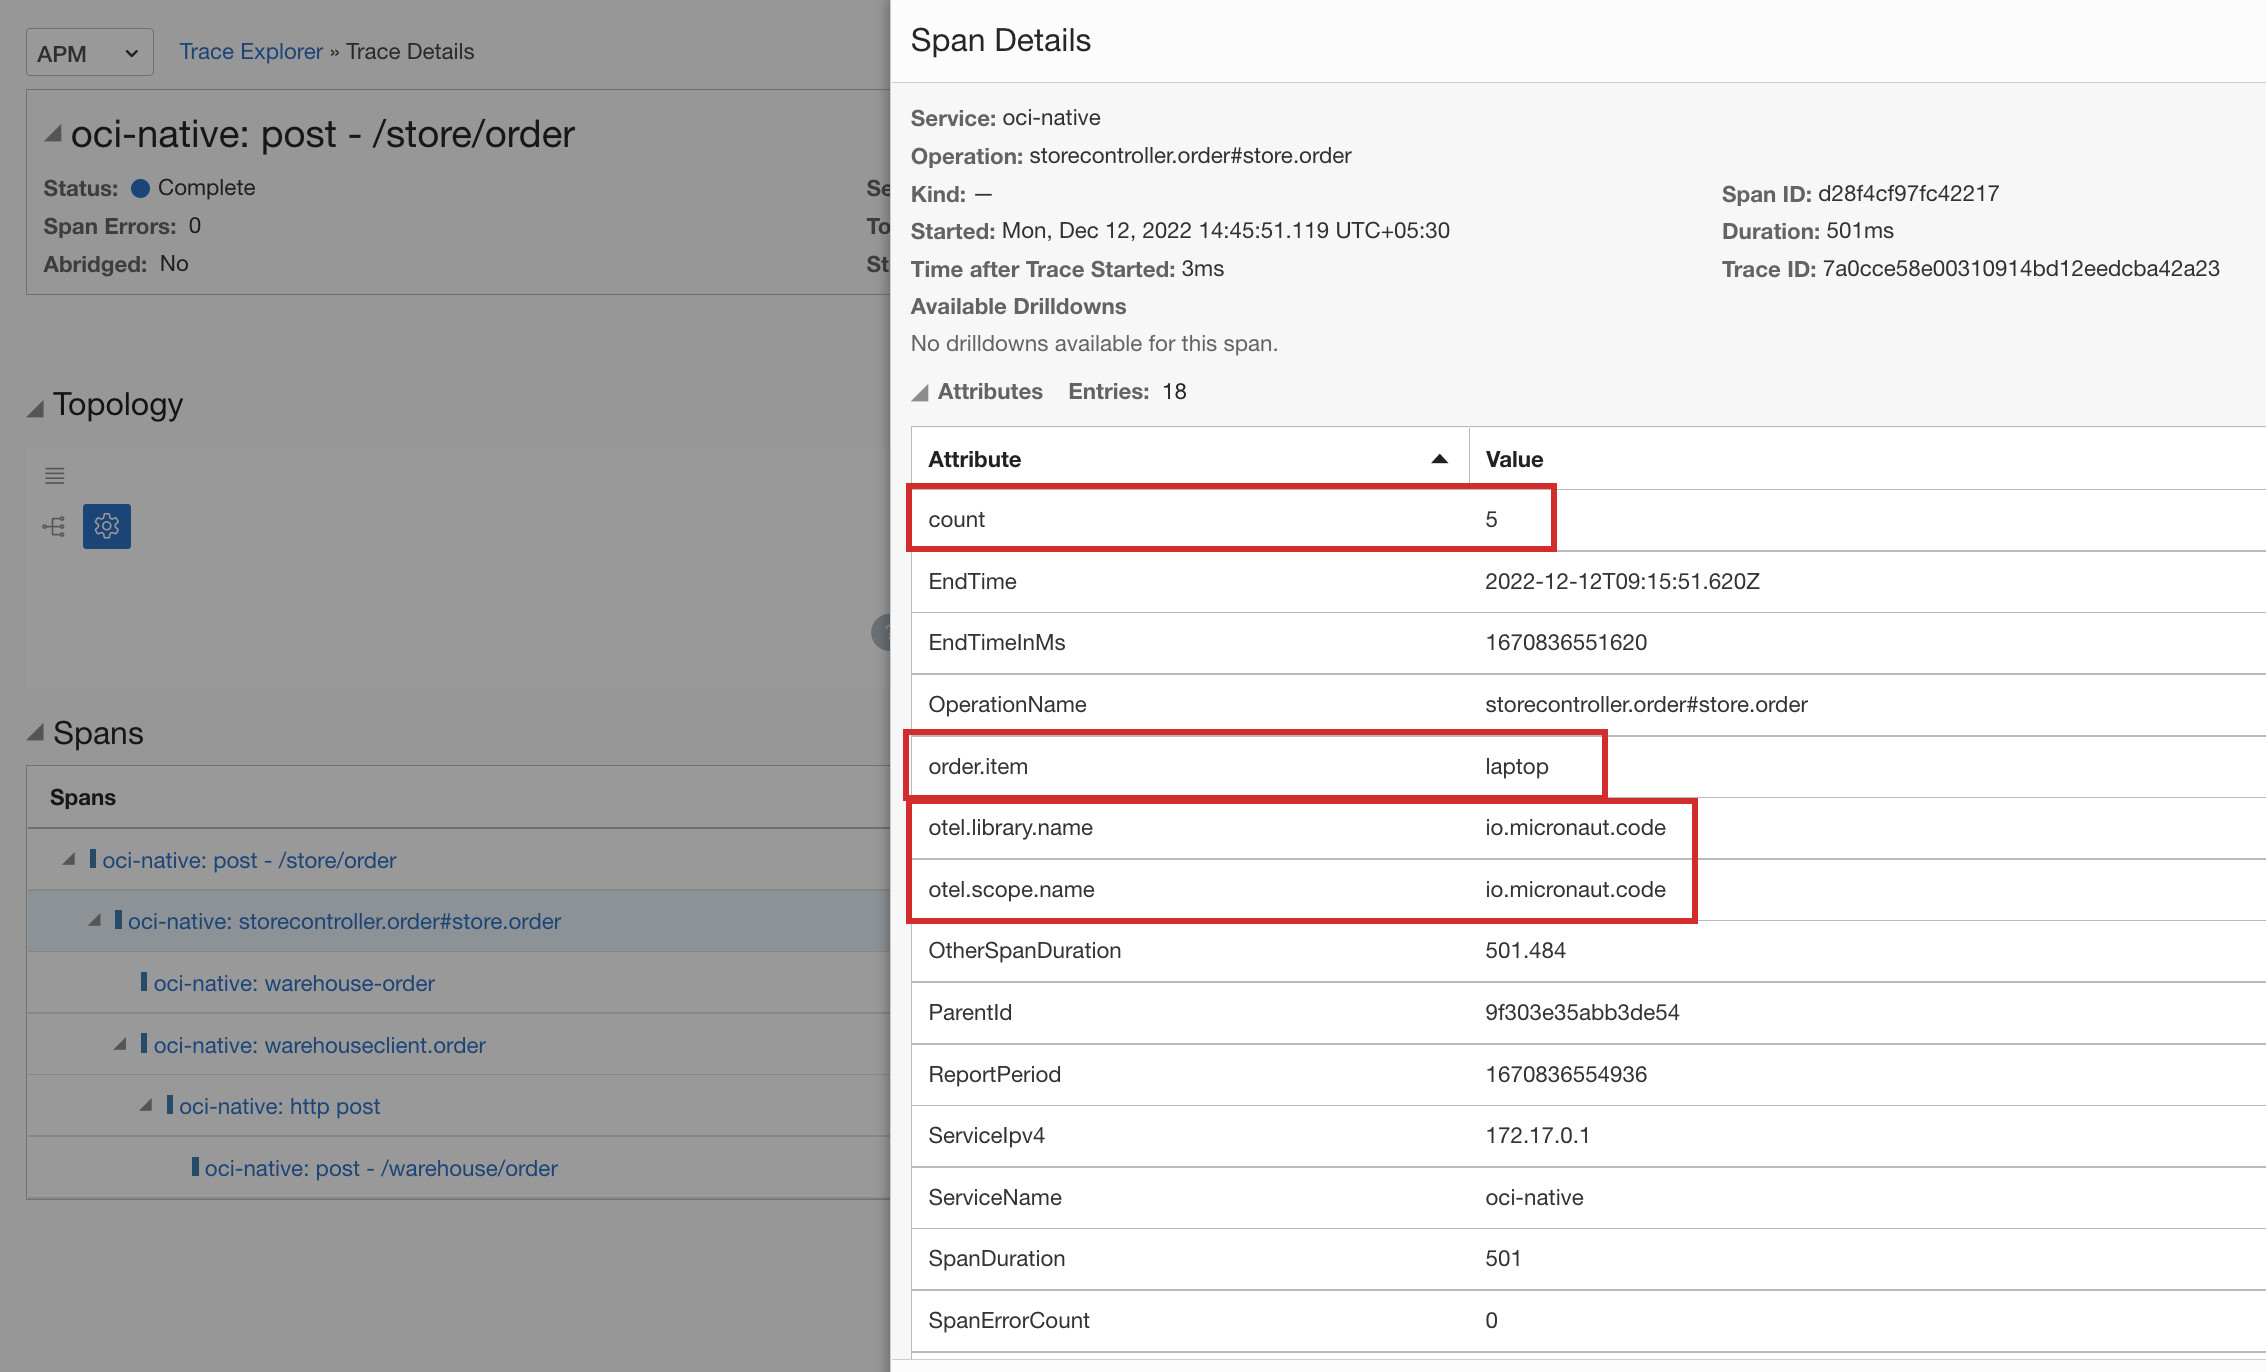 APM
Trace Explorer » Trace Details
oci-native: post - /store/order
Status: Complete
Se
Span Errors: 0
To
Abridged: No
St
Topology
Spans
Spans
oci-native: post - /store/order
oci-native: storecontroller.order#store.order
oci-native: warehouse-order
oci-native: warehouseclient.order
oci-native: http post
oci-native: post - /warehouse/order
Span Details
Service: oci-native
Operation: storecontroller.order#store.order
Kind: —
Span ID: d28f4cf97fc42217
Started: Mon, Dec 12, 2022 14:45:51.119 UTC+05:30
Duration: 501ms
Time after Trace Started: 3ms
Trace ID: 7a0cce58e00310914bd12eedcba42a23
Available Drilldowns
No drilldowns available for this span.
Attributes Entries: 18
Attribute Value
count 5
EndTime 2022-12-12T09:15:51.620Z
EndTimeInMs 1670836551620
OperationName storecontroller.order#store.order
order.item laptop
otel.library.name io.micronaut.code
otel.scope.name io.micronaut.code
OtherSpanDuration 501.484
ParentId 9f303e35abb3de54
ReportPeriod 1670836554936
ServiceIpv4 172.17.0.1
ServiceName oci-native
SpanDuration 501
SpanErrorCount 0